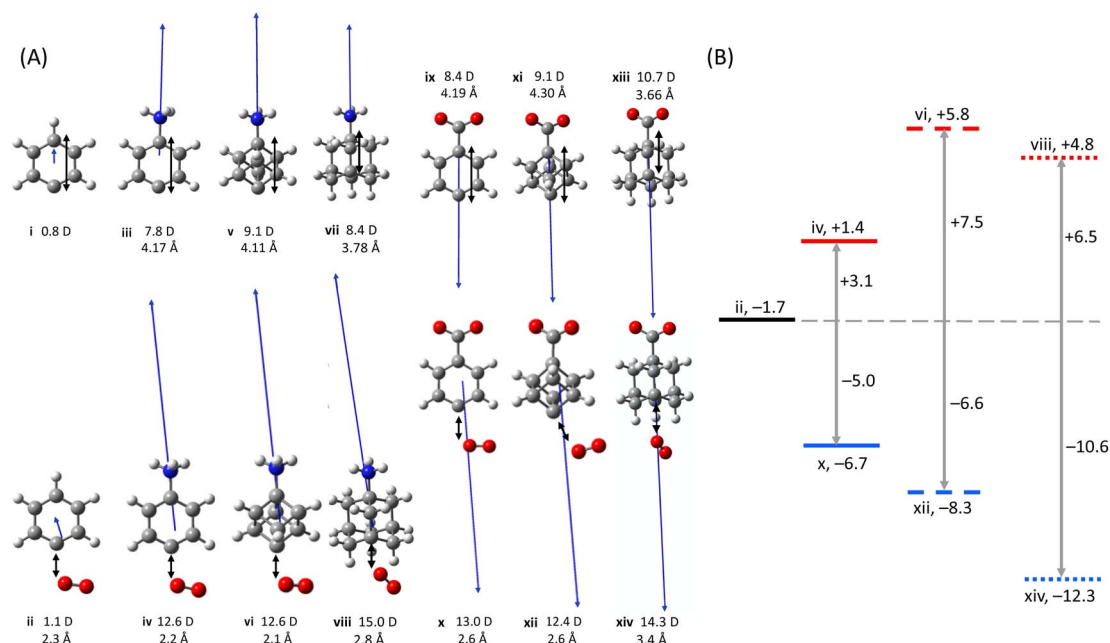 (A)
ix 8.4 D
4.19 Å
xi 9.1 D
4.30 Å
xiii 10.7 D
3.66 Å
i 0.8 D
iii 7.8 D
4.17 Å
v 9.1 D
4.11 Å
vii 8.4 D
3.78 Å
ii 1.1 D
2.3 Å
iv 12.6 D
2.2 Å
vi 12.6 D
2.1 Å
viii 15.0 D
2.8 Å
x 13.0 D
2.6 Å
xii 12.4 D
2.6 Å
xiv 14.3 D
3.4 Å
(B)
vi, +5.8
viii, +4.8
iv, +1.4
+7.5
+6.5
+3.1
ii, –1.7
–5.0
–6.6
–10.6
x, –6.7
xii, –8.3
xiv, –12.3